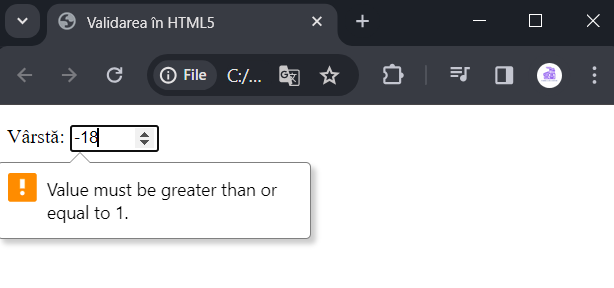 Validarea în HTML5
File
C:/...
Vârstă: -18
Value must be greater than or
equal to 1.